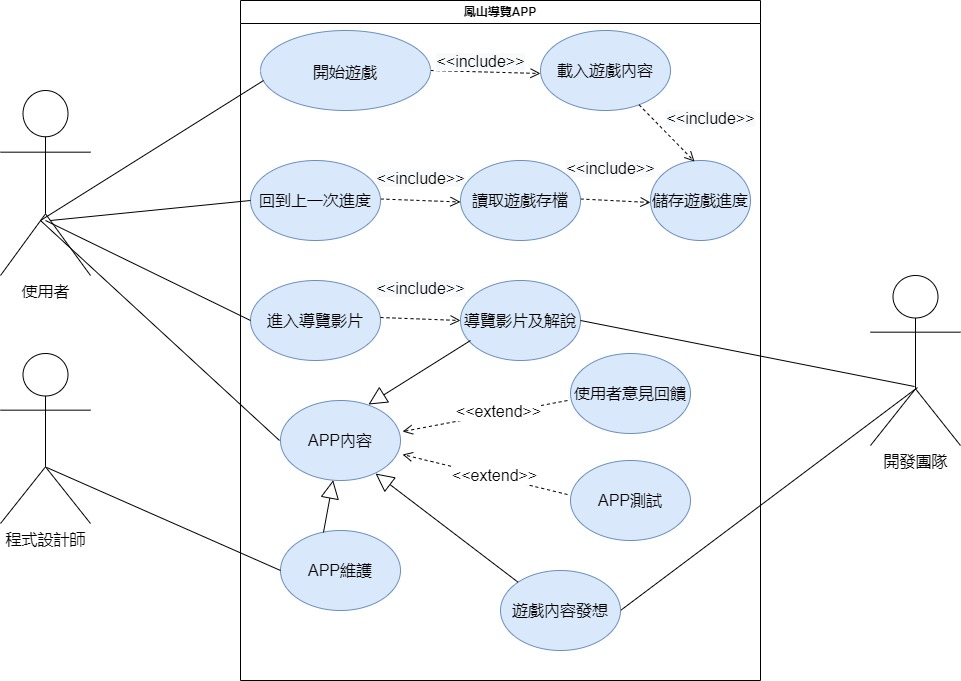 鳳山導覽APP
開始遊戲
<<include>>
載入遊戲內容
<<include>>
回到上一次進度
<<include>>
讀取遊戲存檔
<<include>>
儲存遊戲進度
使用者
進入導覽影片
<<include>>
導覽影片及解說
使用者意見回饋
<<extend>>
APP內容
<<extend>>
APP測試
開發團隊
程式設計師
APP維護
遊戲內容發想